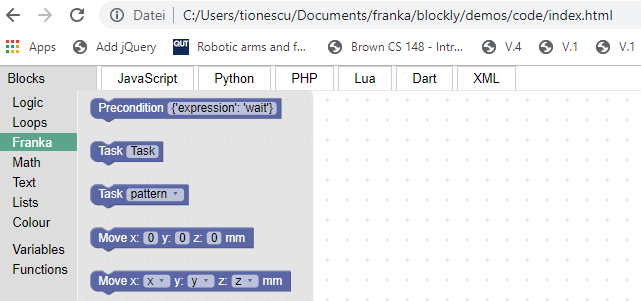 Datei C:/Users/tionescu/Documents/franka/blockly/demos/code/index.html
Apps Add jQuery QUT Robotic arms and f... Brown CS 148 - Intr... V.4 V.1 V.1
Blocks JavaScript Python PHP Lua Dart XML
Logic
Loops
Franka
Math
Text
Lists
Colour
Variables
Functions
Precondition {'expression': 'wait'}
Task Task
Task pattern
Move x: 0 y: 0 z: 0 mm
Move x: x y: y z: z mm